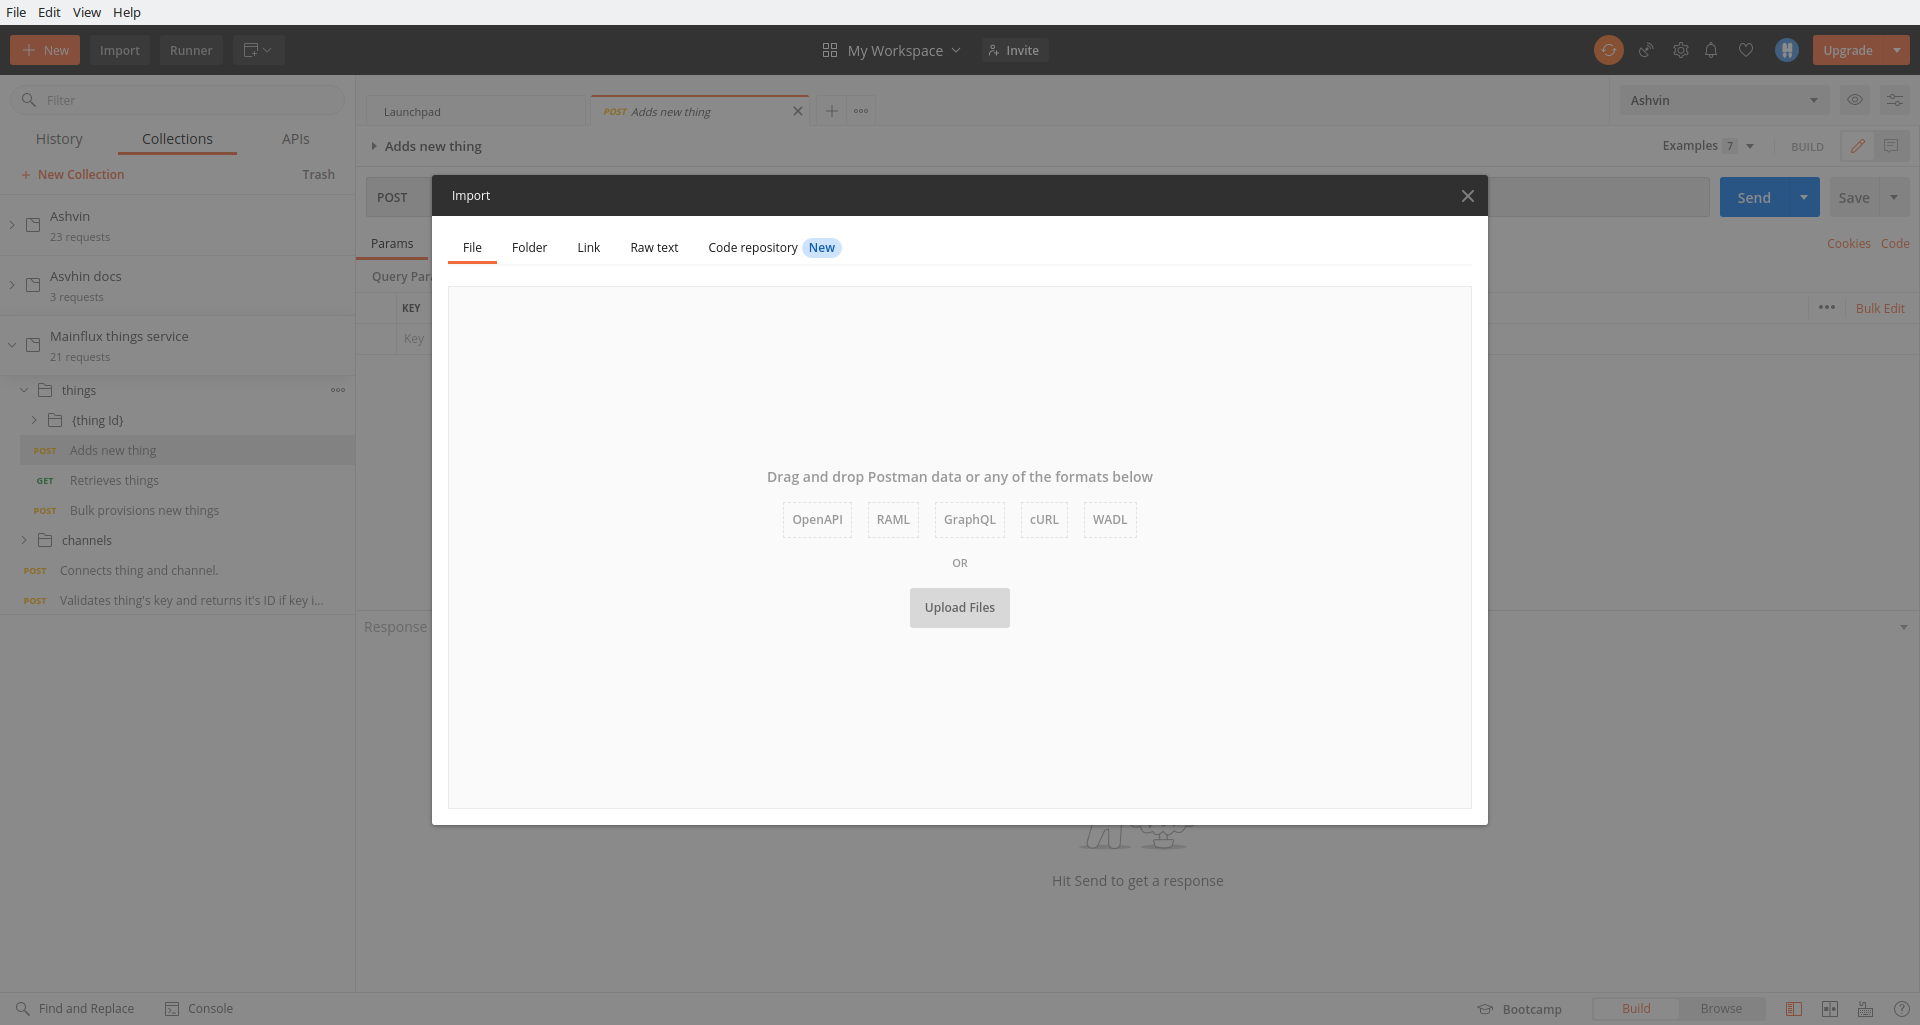 File Edit View Help
New Import Runner My Workspace Invite Upgrade
Filter
History Collections APIs
+ New Collection Trash
Ashvin
23 requests
Asvhin docs
3 requests
Mainflux things service
21 requests
things
{thing Id}
POST Adds new thing
GET Retrieves things
POST Bulk provisions new things
channels
POST Connects thing and channel.
POST Validates thing's key and returns it's ID if key i...
Launchpad POST Adds new thing Ashvin
Adds new thing Examples 7 BUILD
POST Send Save
Params Cookies Code
Query Par
KEY Bulk Edit
Key
Import
File Folder Link Raw text Code repository New
Drag and drop Postman data or any of the formats below
OpenAPI RAML GraphQL cURL WADL
OR
Upload Files
Response
Hit Send to get a response
Find and Replace Console Bootcamp Build Browse